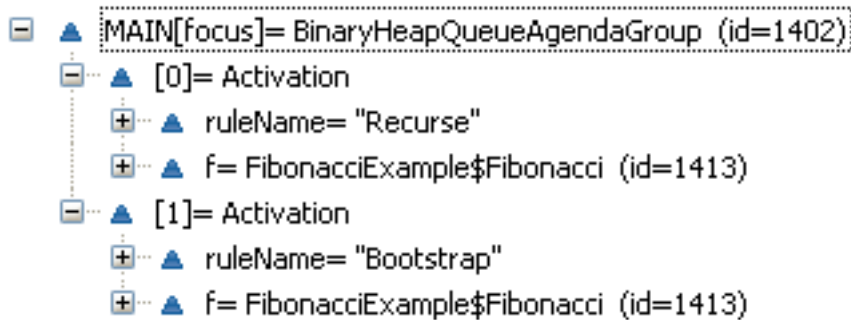 MAIN[focus]= BinaryHeapQueueAgendaGroup (id=1402)
[0]= Activation
ruleName= "Recurse"
f= FibonacciExample$Fibonacci (id=1413)
[1]= Activation
ruleName= "Bootstrap"
f= FibonacciExample$Fibonacci (id=1413)